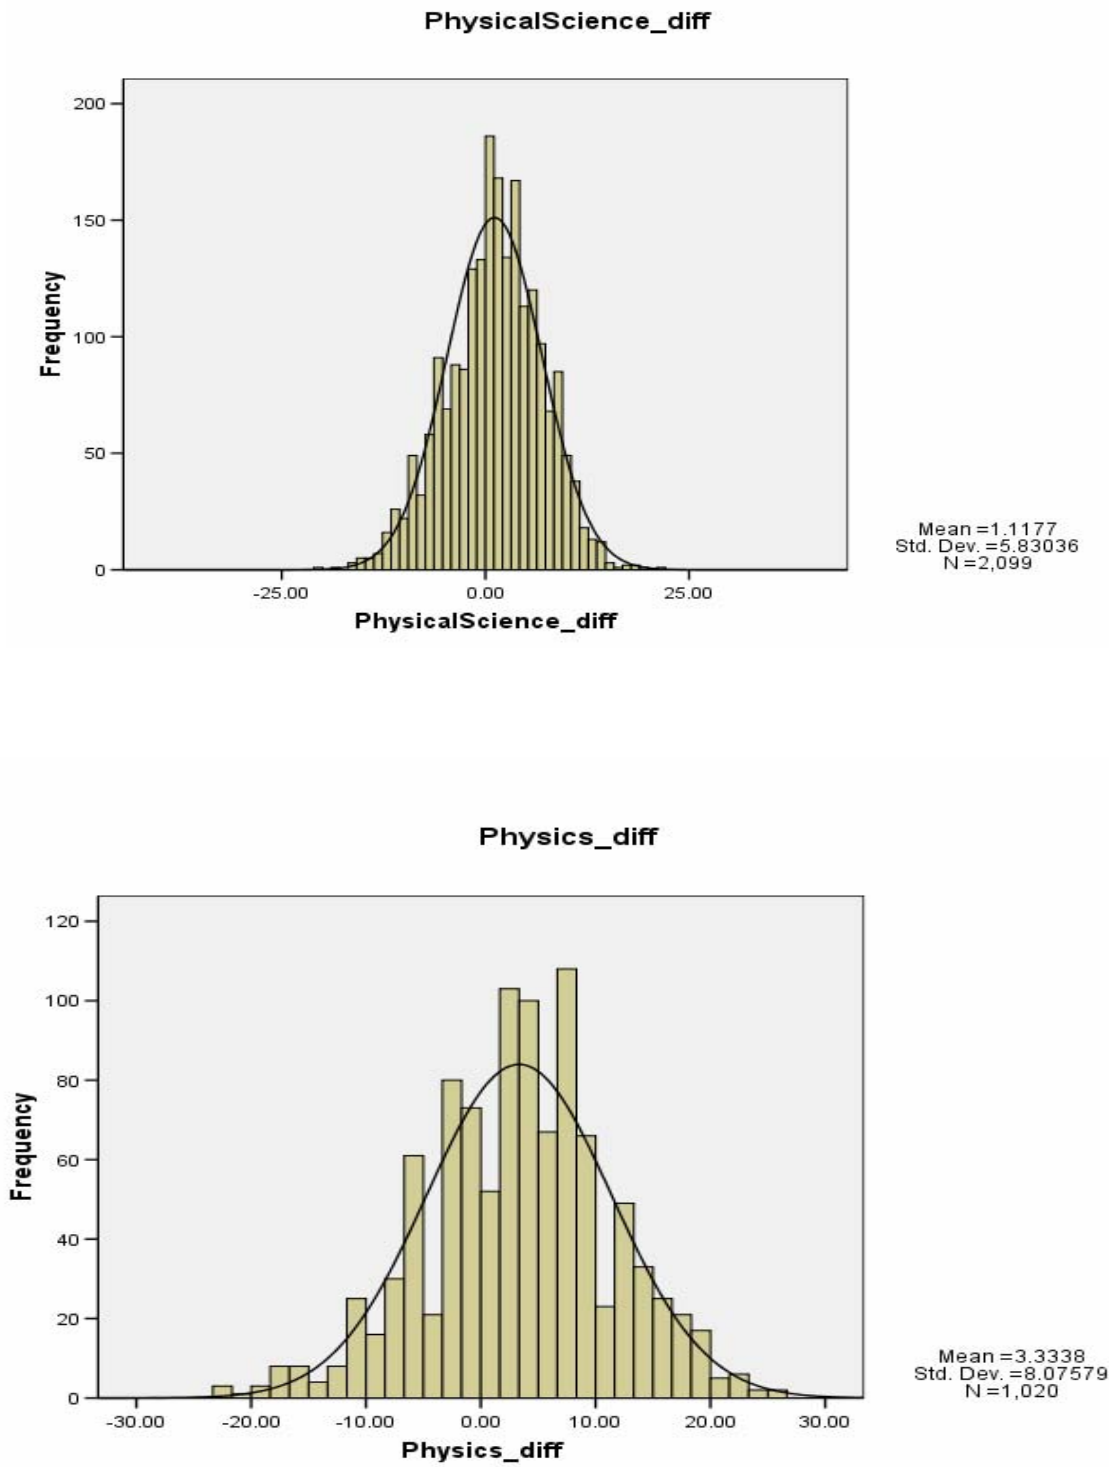 PhysicalScience_diff
200
150
100
50
0
Frequency
-25.00 0.00 25.00
PhysicalScience_diff
Mean =1.1177
Std. Dev. =5.83036
N =2,099
Physics_diff
120
100
80
60
40
20
0
Frequency
-30.00 -20.00 -10.00 0.00 10.00 20.00 30.00
Physics_diff
Mean =3.3338
Std. Dev. =8.07579
N =1,020